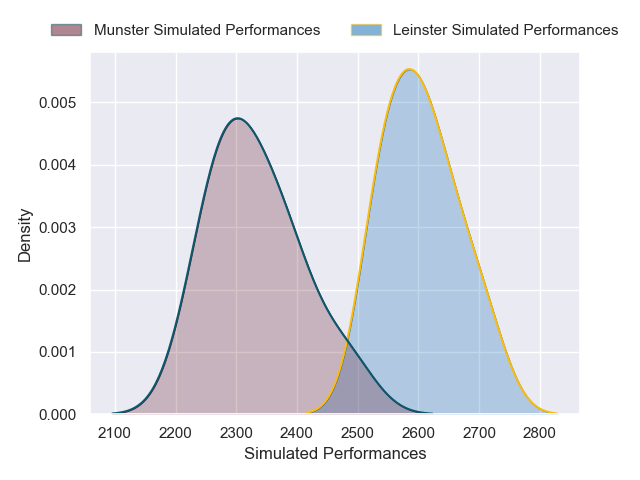 Munster Simulated Performances Leinster Simulated Performances
0.005
0.004
0.003
0.002
0.001
0.000
Density
2100 2200 2300 2400 2500 2600 2700 2800
Simulated Performances